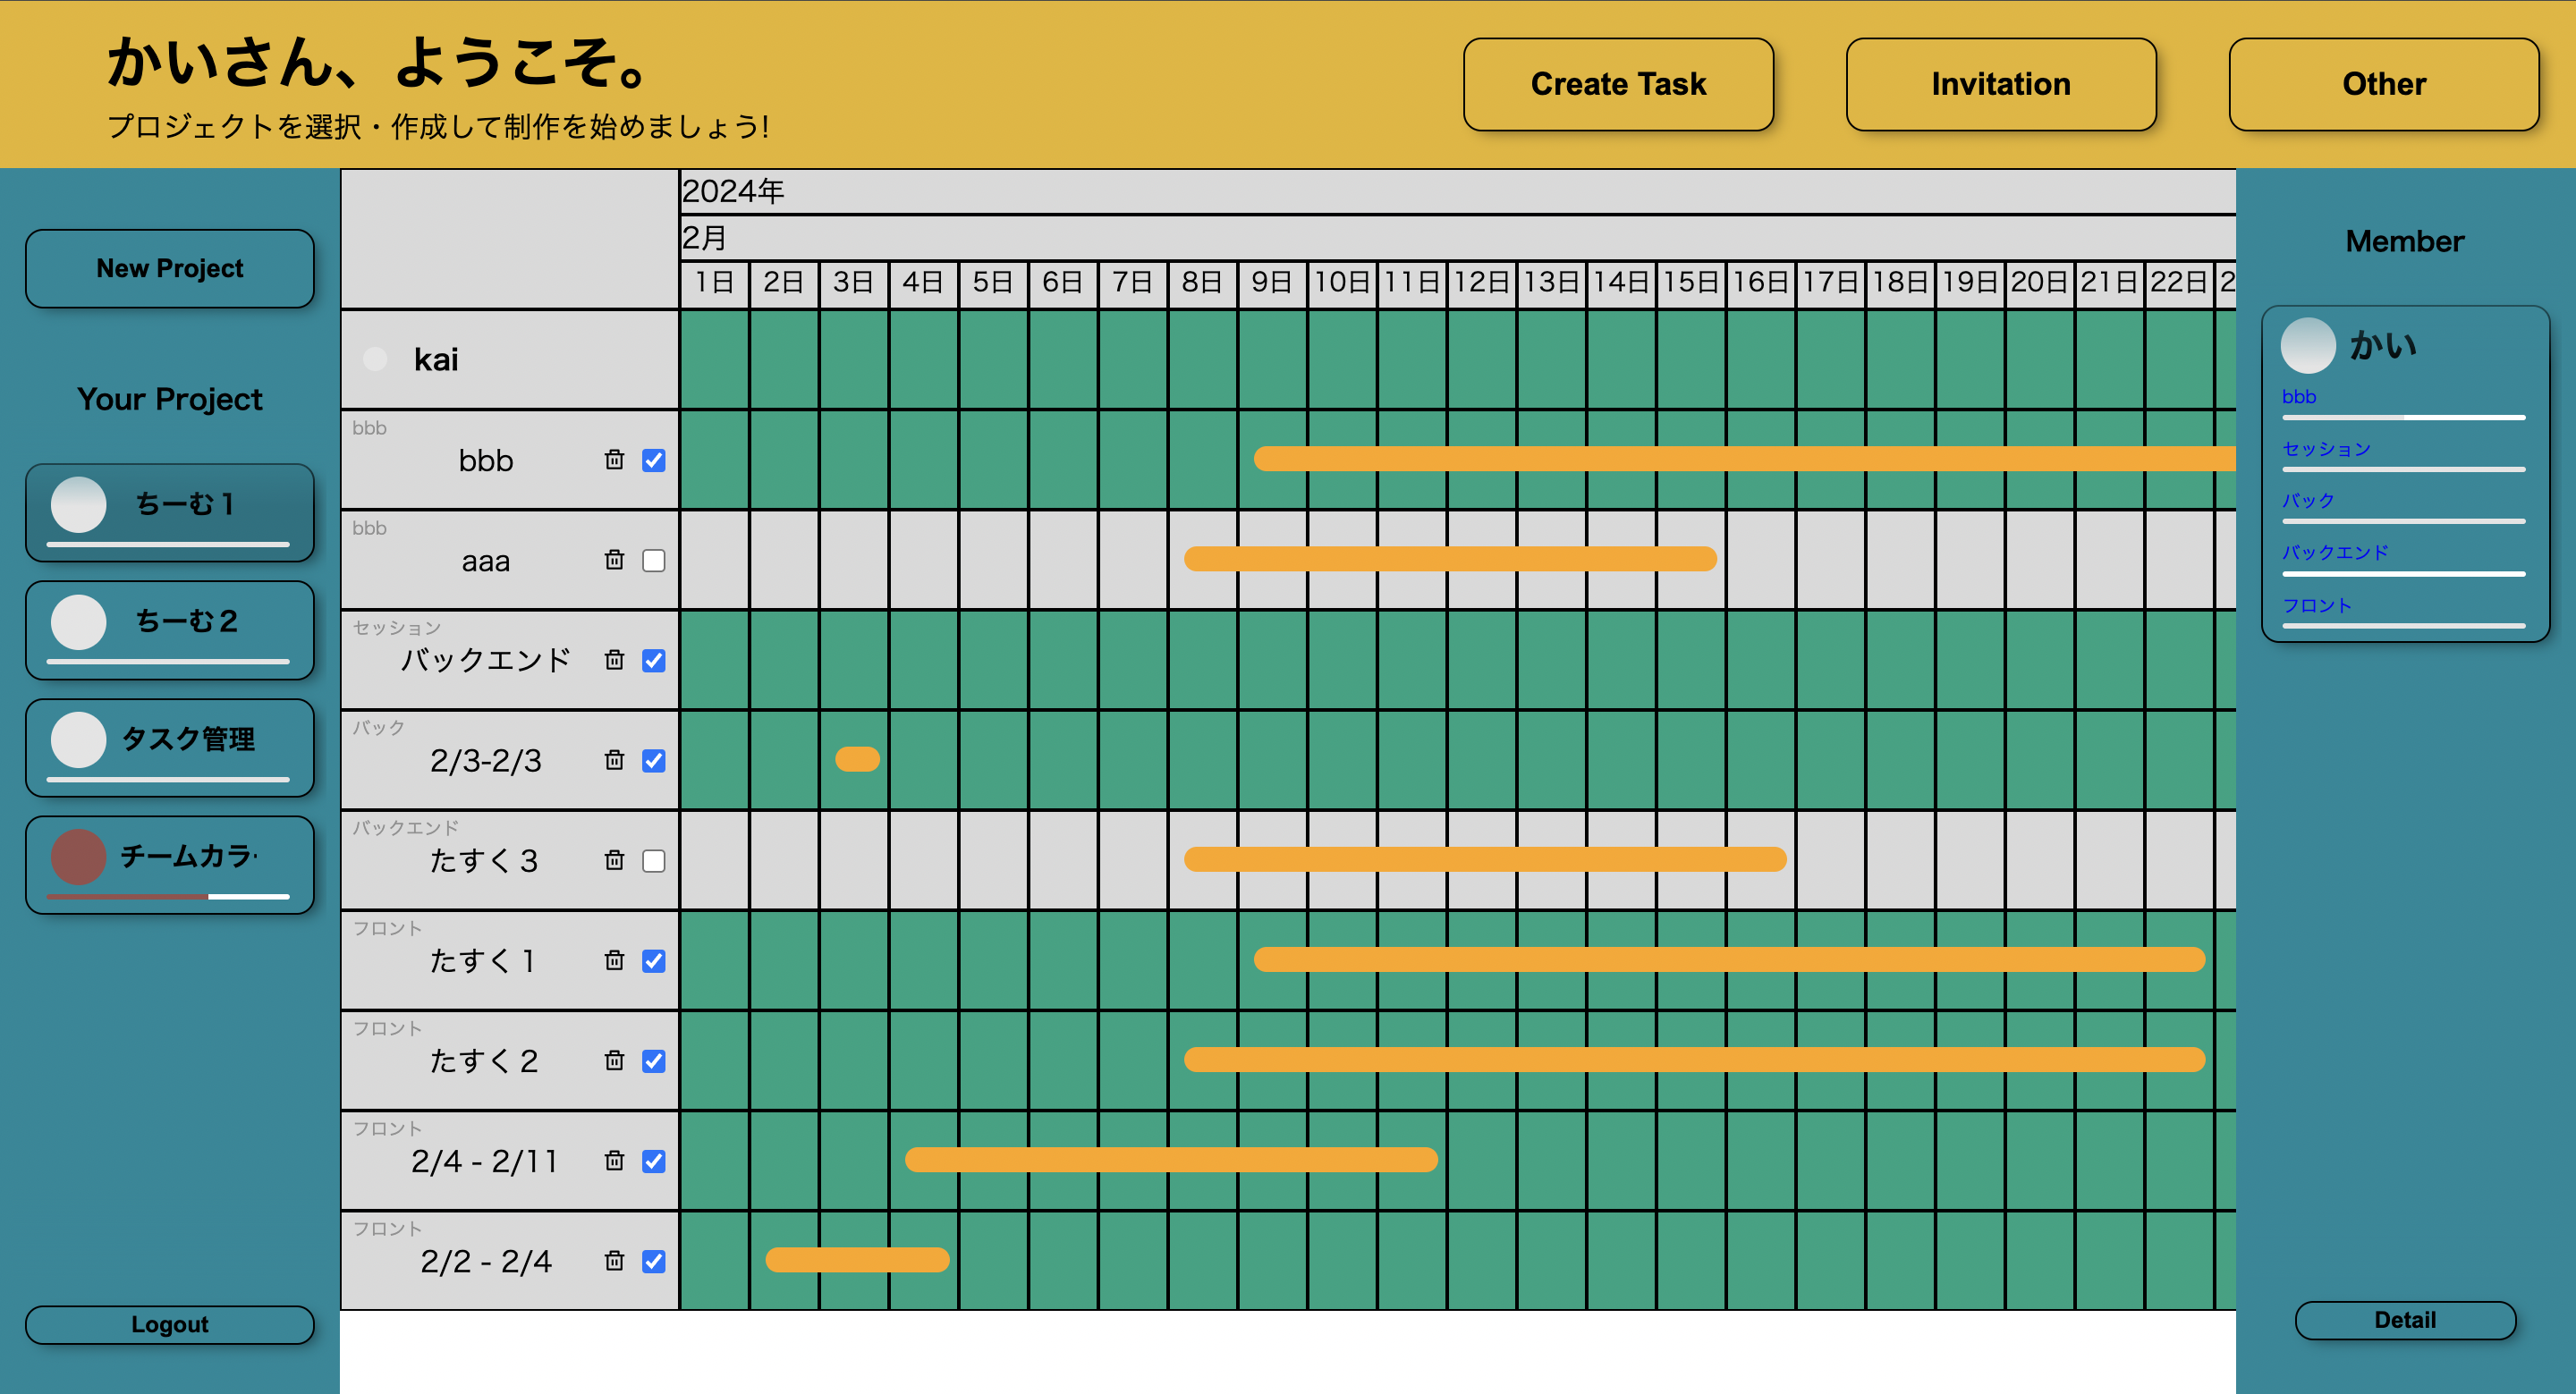 かいさん、ようこそ。
プロジェクトを選択・作成して制作を始めましょう!
Create Task
Invitation
Other
New Project
Your Project
ちーむ１
ちーむ２
タスク管理
チームカラ
Logout
2024年
2月
1日 2日 3日 4日 5日 6日 7日 8日 9日 10日 11日 12日 13日 14日 15日 16日 17日 18日 19日 20日 21日 22日 2
kai
bbb
bbb
bbb
aaa
セッション
バックエンド
バック
2/3-2/3
バックエンド
たすく３
フロント
たすく１
フロント
たすく２
フロント
2/4 - 2/11
フロント
2/2 - 2/4
Member
かい
bbb
セッション
バック
バックエンド
フロント
Detail